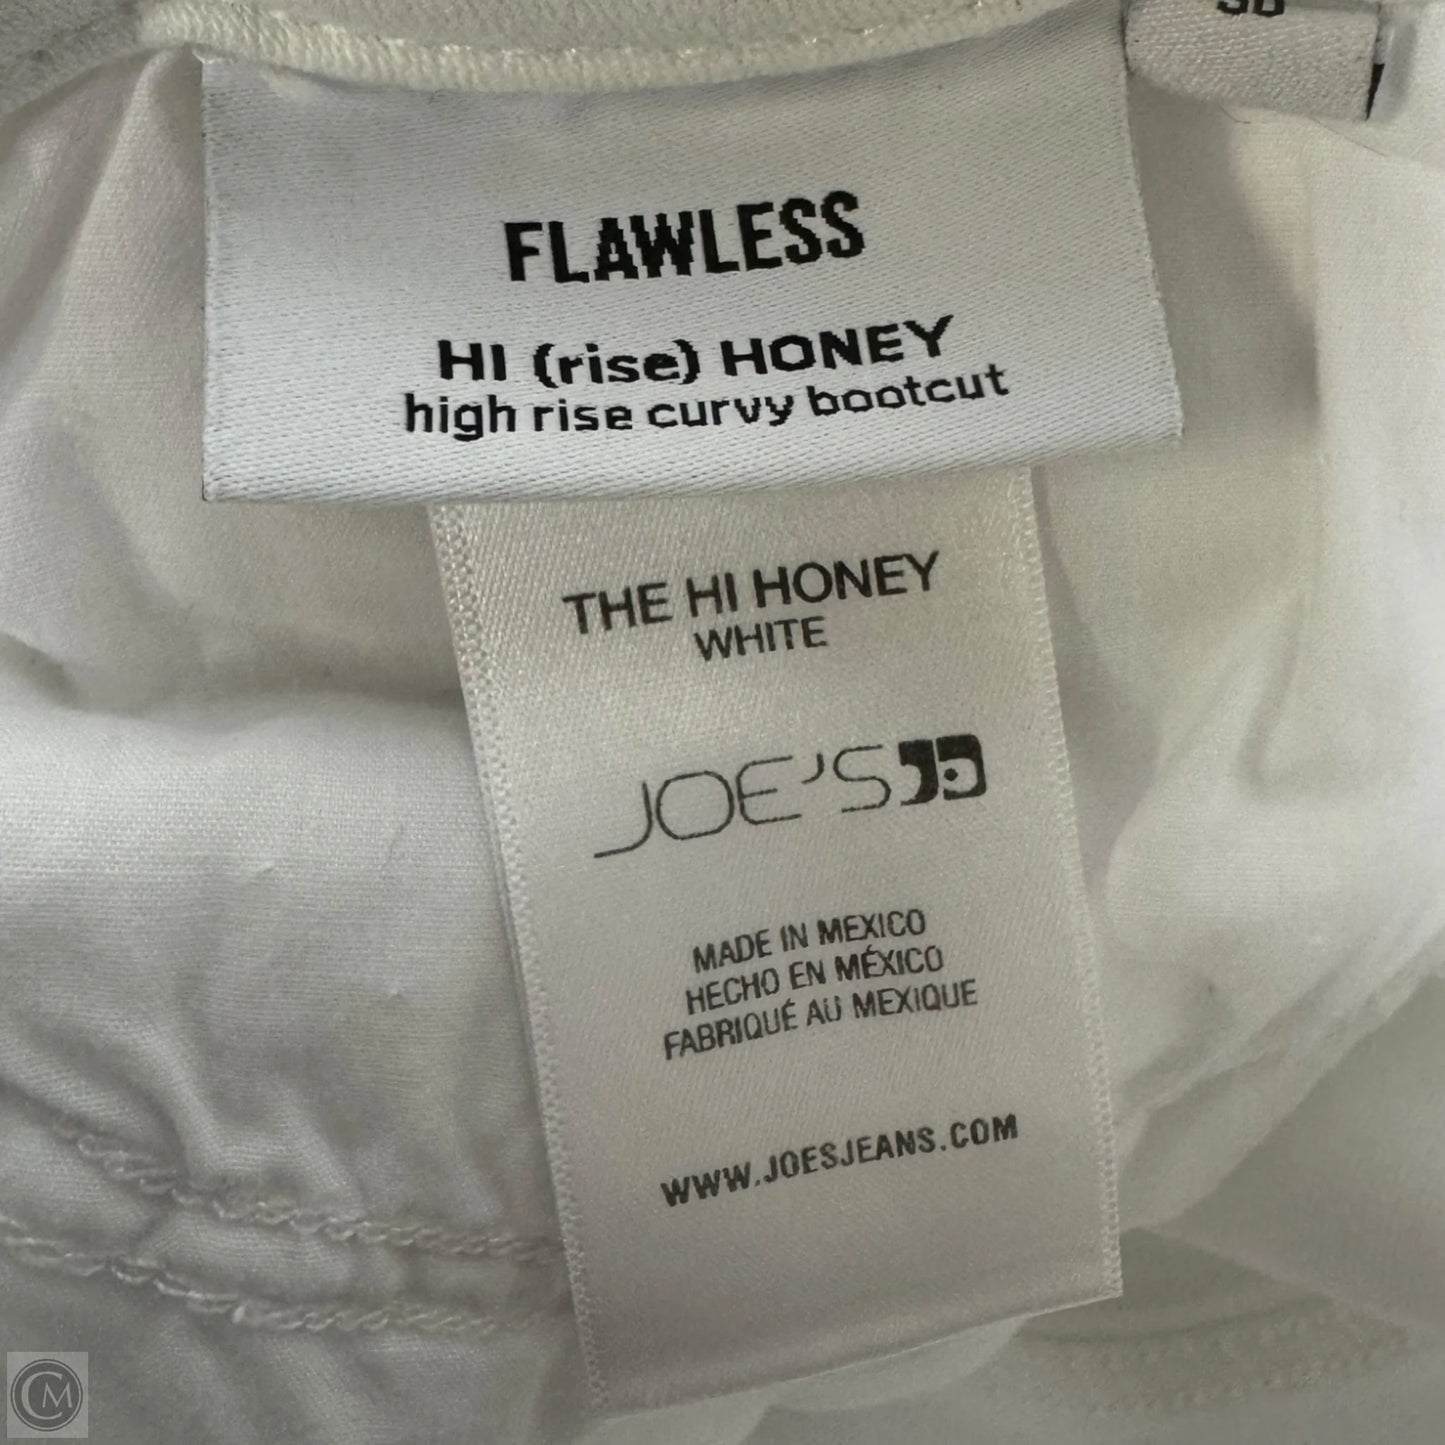 FLAWLESS
HI (rise) HONEY
high rise curvy bootcut
THE HI HONEY
WHITE
JOE'S
MADE IN MEXICO
HECHO EN MÉXICO
FABRIQUÉ AU MEXIQUE
WWW.JOESJEANS.COM
CM